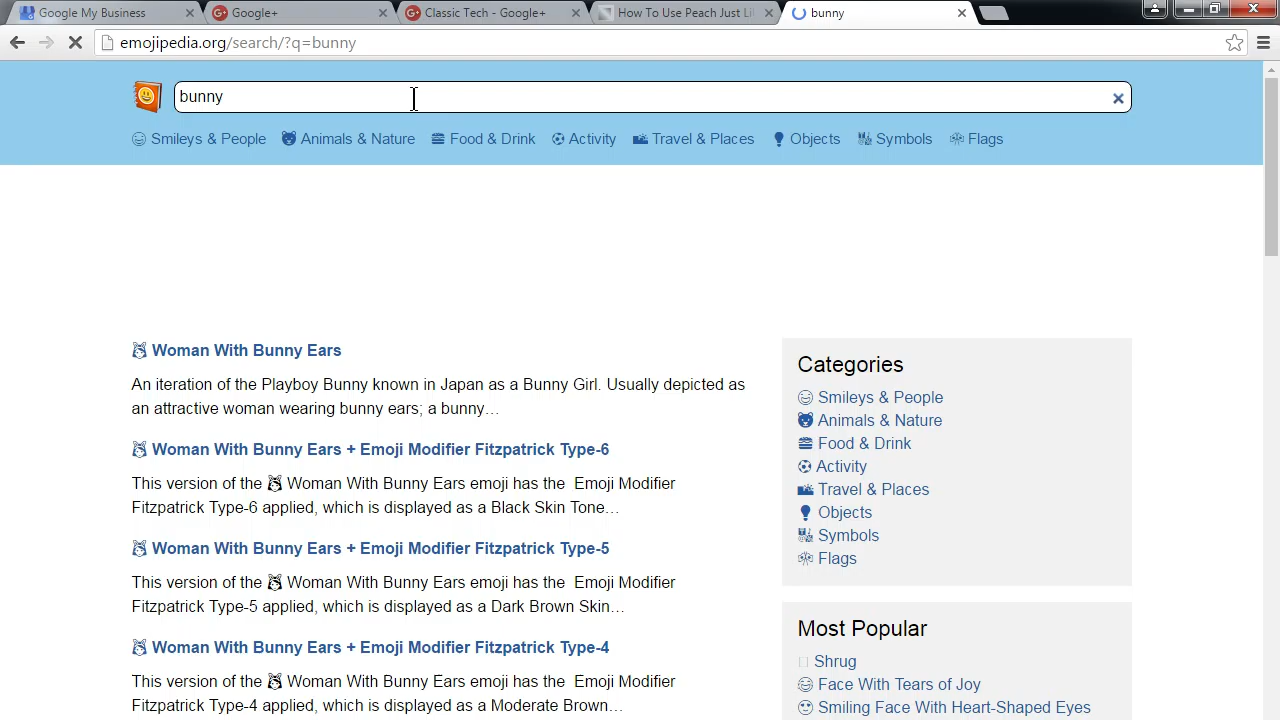 Google My Business
Google+
Classic Tech - Google+
How To Use Peach Just Li
bunny
emojipedia.org/search/?q=bunny
bunny
Smileys & People
Animals & Nature
Food & Drink
Activity
Travel & Places
Objects
Symbols
Flags
Woman With Bunny Ears
An iteration of the Playboy Bunny known in Japan as a Bunny Girl. Usually depicted as
an attractive woman wearing bunny ears; a bunny…
Woman With Bunny Ears + Emoji Modifier Fitzpatrick Type-6
This version of the 👯 Woman With Bunny Ears emoji has the Emoji Modifier
Fitzpatrick Type-6 applied, which is displayed as a Black Skin Tone…
Woman With Bunny Ears + Emoji Modifier Fitzpatrick Type-5
This version of the 👯 Woman With Bunny Ears emoji has the Emoji Modifier
Fitzpatrick Type-5 applied, which is displayed as a Dark Brown Skin…
Woman With Bunny Ears + Emoji Modifier Fitzpatrick Type-4
This version of the 👯 Woman With Bunny Ears emoji has the Emoji Modifier
Fitzpatrick Type-4 applied, which is displayed as a Moderate Brown…
Categories
Smileys & People
Animals & Nature
Food & Drink
Activity
Travel & Places
Objects
Symbols
Flags
Most Popular
Shrug
Face With Tears of Joy
Smiling Face With Heart-Shaped Eyes